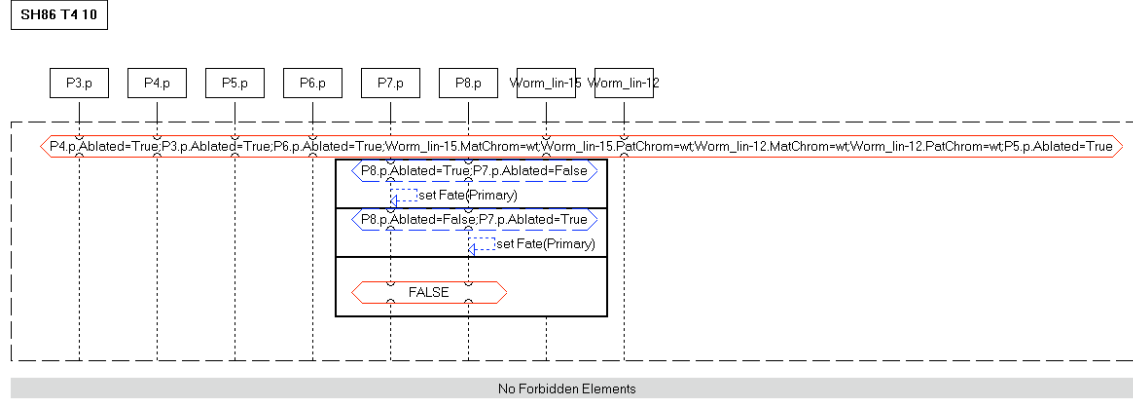 SH86 T4 10
P3.p P4.p P5.p P6.p P7.p P8.p Worm_lin-15 Worm_lin-12
P4.p.Ablated=True;P3.p.Ablated=True;P6.p.Ablated=True;Worm_lin-15.MatChrom=wt;Worm_lin-15.PatChrom=wt;Worm_lin-12.MatChrom=wt;Worm_lin-12.PatChrom=wt;P5.p.Ablated=True
P8.p.Ablated=True;P7.p.Ablated=False
set Fate(Primary)
P8.p.Ablated=False;P7.p.Ablated=True
set Fate(Primary)
FALSE
No Forbidden Elements